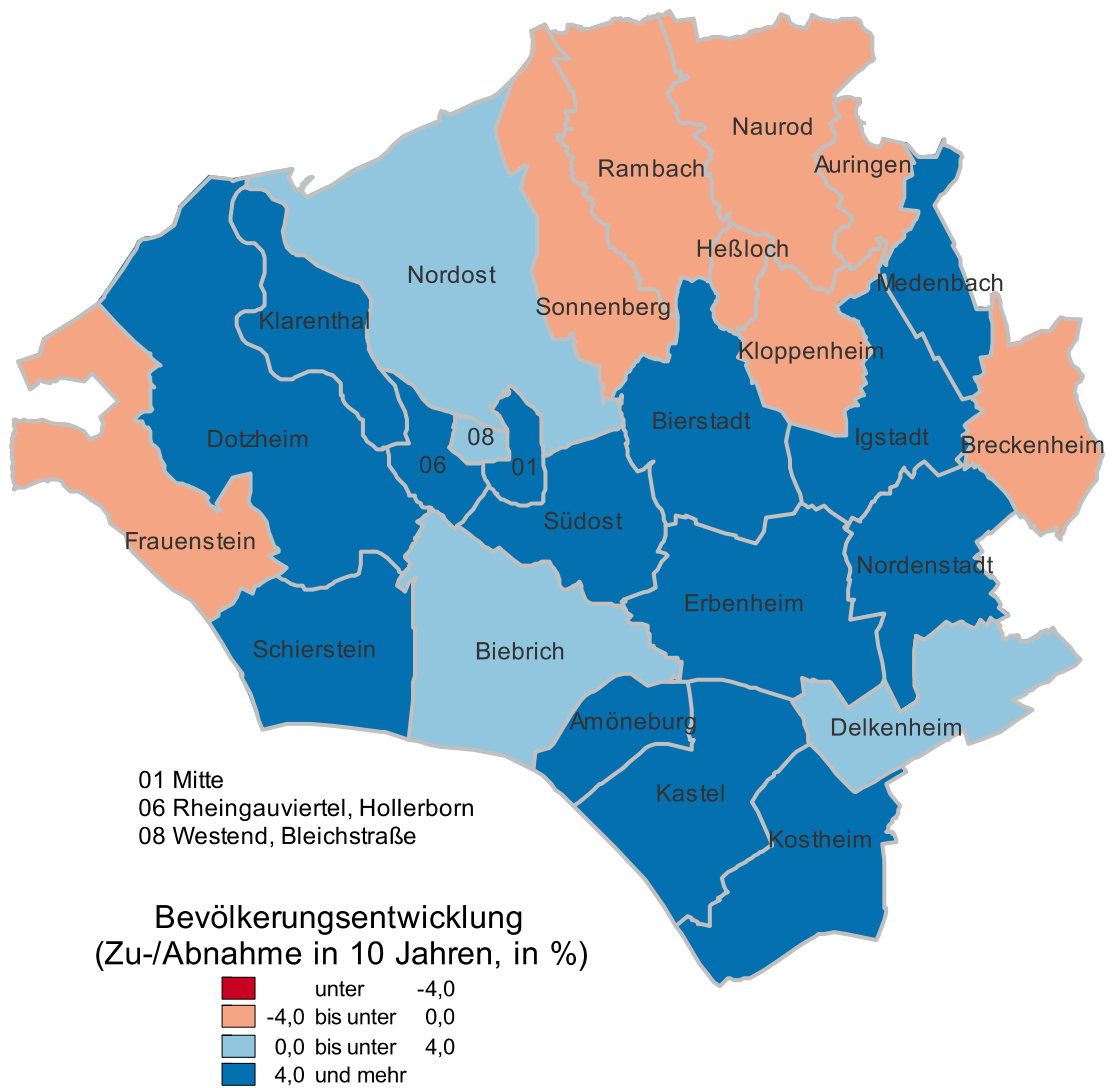 Naurod
Auringen
Rambach
Heßloch
Nordost
Medenbach
Sonnenberg
Klarenthal
Kloppenheim
Bierstadt
Igstadt
Dotzheim
08
Breckenheim
06
01
Südost
Frauenstein
Nordenstadt
Erbenheim
Schierstein
Biebrich
Amöneburg
Delkenheim
Kastel
Kostheim
01 Mitte
06 Rheingauviertel, Hollerborn
08 Westend, Bleichstraße
Bevölkerungsentwicklung
(Zu-/Abnahme in 10 Jahren, in %)
unter -4,0
-4,0 bis unter 0,0
0,0 bis unter 4,0
4,0 und mehr